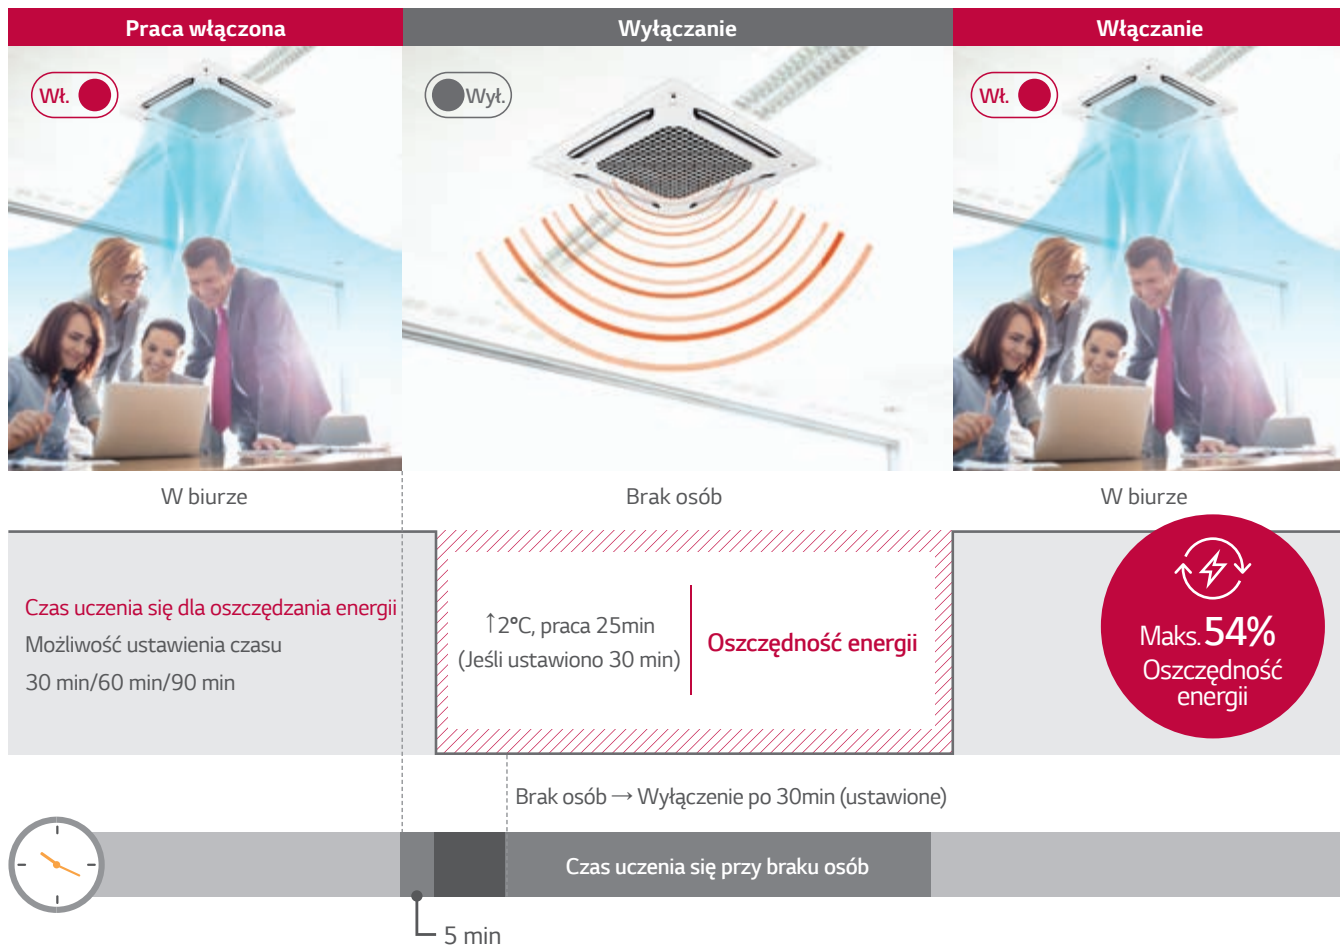 Praca włączona
Wyłączanie
Włączanie
Wł.
Wył.
Wł.
W biurze
Brak osób
W biurze
Czas uczenia się dla oszczędzania energii
Możliwość ustawienia czasu
30 min/60 min/90 min
↑2°C, praca 25min
(Jeśli ustawiono 30 min)
Oszczędność energii
Maks. 54%
Oszczędność
energii
Brak osób → Wyłączenie po 30min (ustawione)
Czas uczenia się przy braku osób
5 min